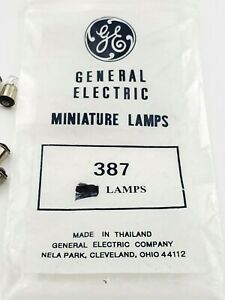 GE
GENERAL
ELECTRIC
MINIATURE LAMPS
387
LAMPS
MADE IN THAILAND
GENERAL ELECTRIC COMPANY
NELA PARK, CLEVELAND, OHIO 44112